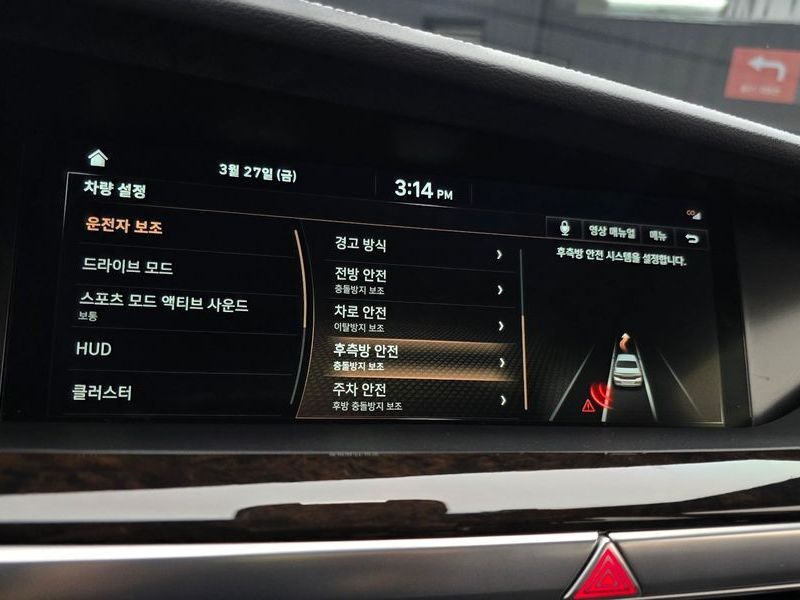 3월 27일 (금)
3:14 PM
차량 설정
영상 매뉴얼
메뉴
운전자 보조
드라이브 모드
스포츠 모드 액티브 사운드
보통
HUD
클러스터
경고 방식
전방 안전
충돌방지 보조
차로 안전
이탈방지 보조
후측방 안전
충돌방지 보조
주차 안전
후방 충돌방지 보조
후측방 안전 시스템을 설정합니다.